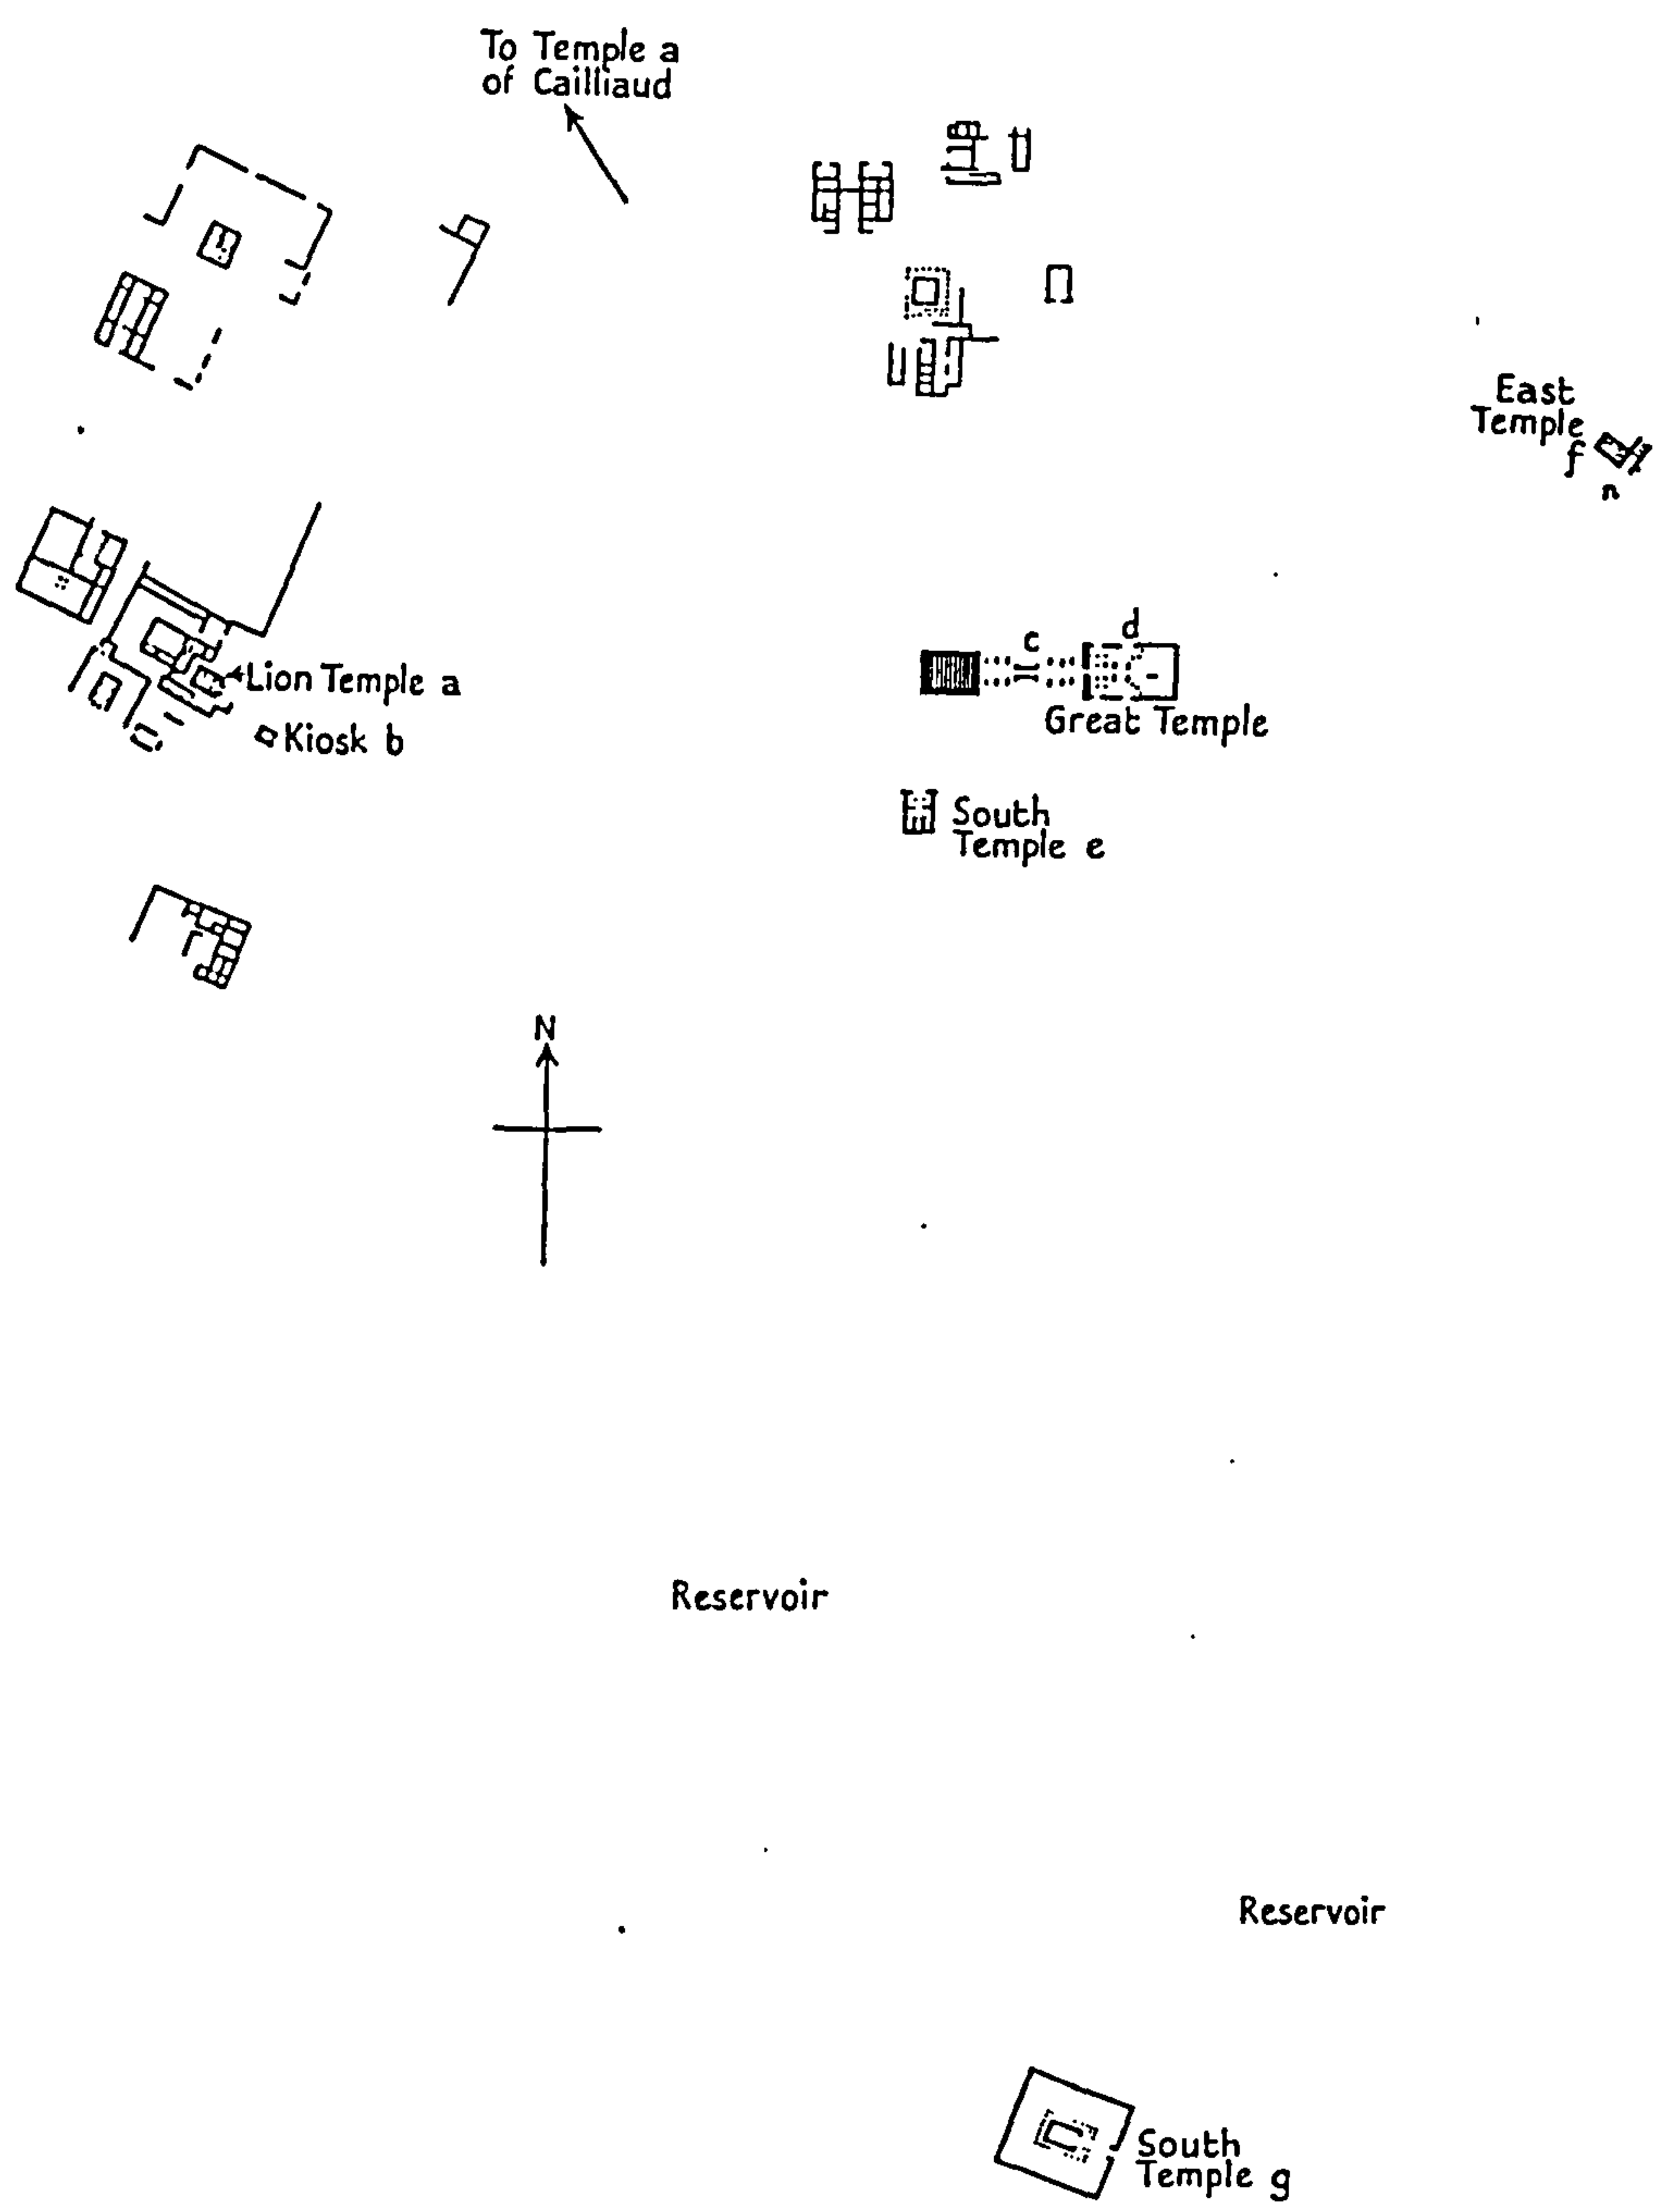 To Temple a
of Cailliaud
East
Temple
f
n
c
d
Lion Temple a
Great Temple
Kiosk b
South
Temple e
N
Reservoir
Reservoir
South
Temple g